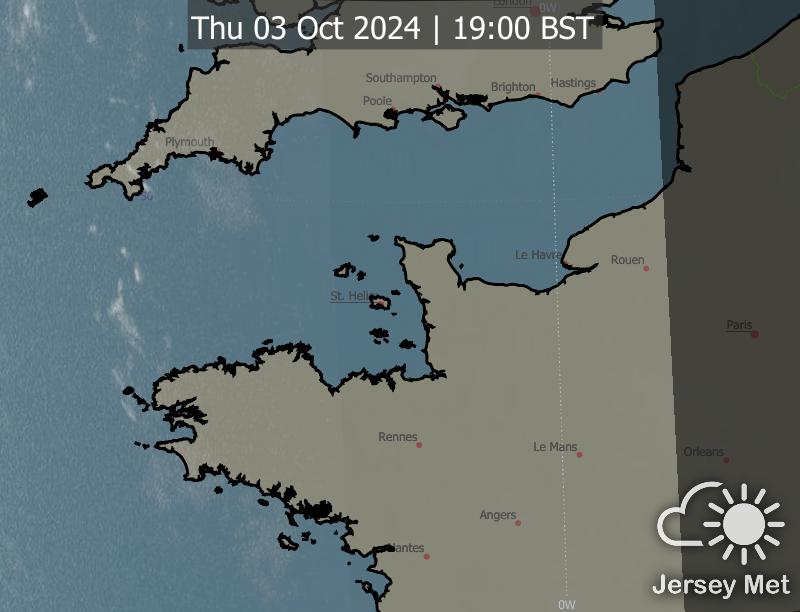 London
0W
Thu 03 Oct 2024 | 19:00 BST
Southampton
Brighton
Hastings
Poole
Plymouth
50
Le Havre
Rouen
St. Helier
Paris
Rennes
Le Mans
Orleans
Angers
Nantes
Jersey Met
0W